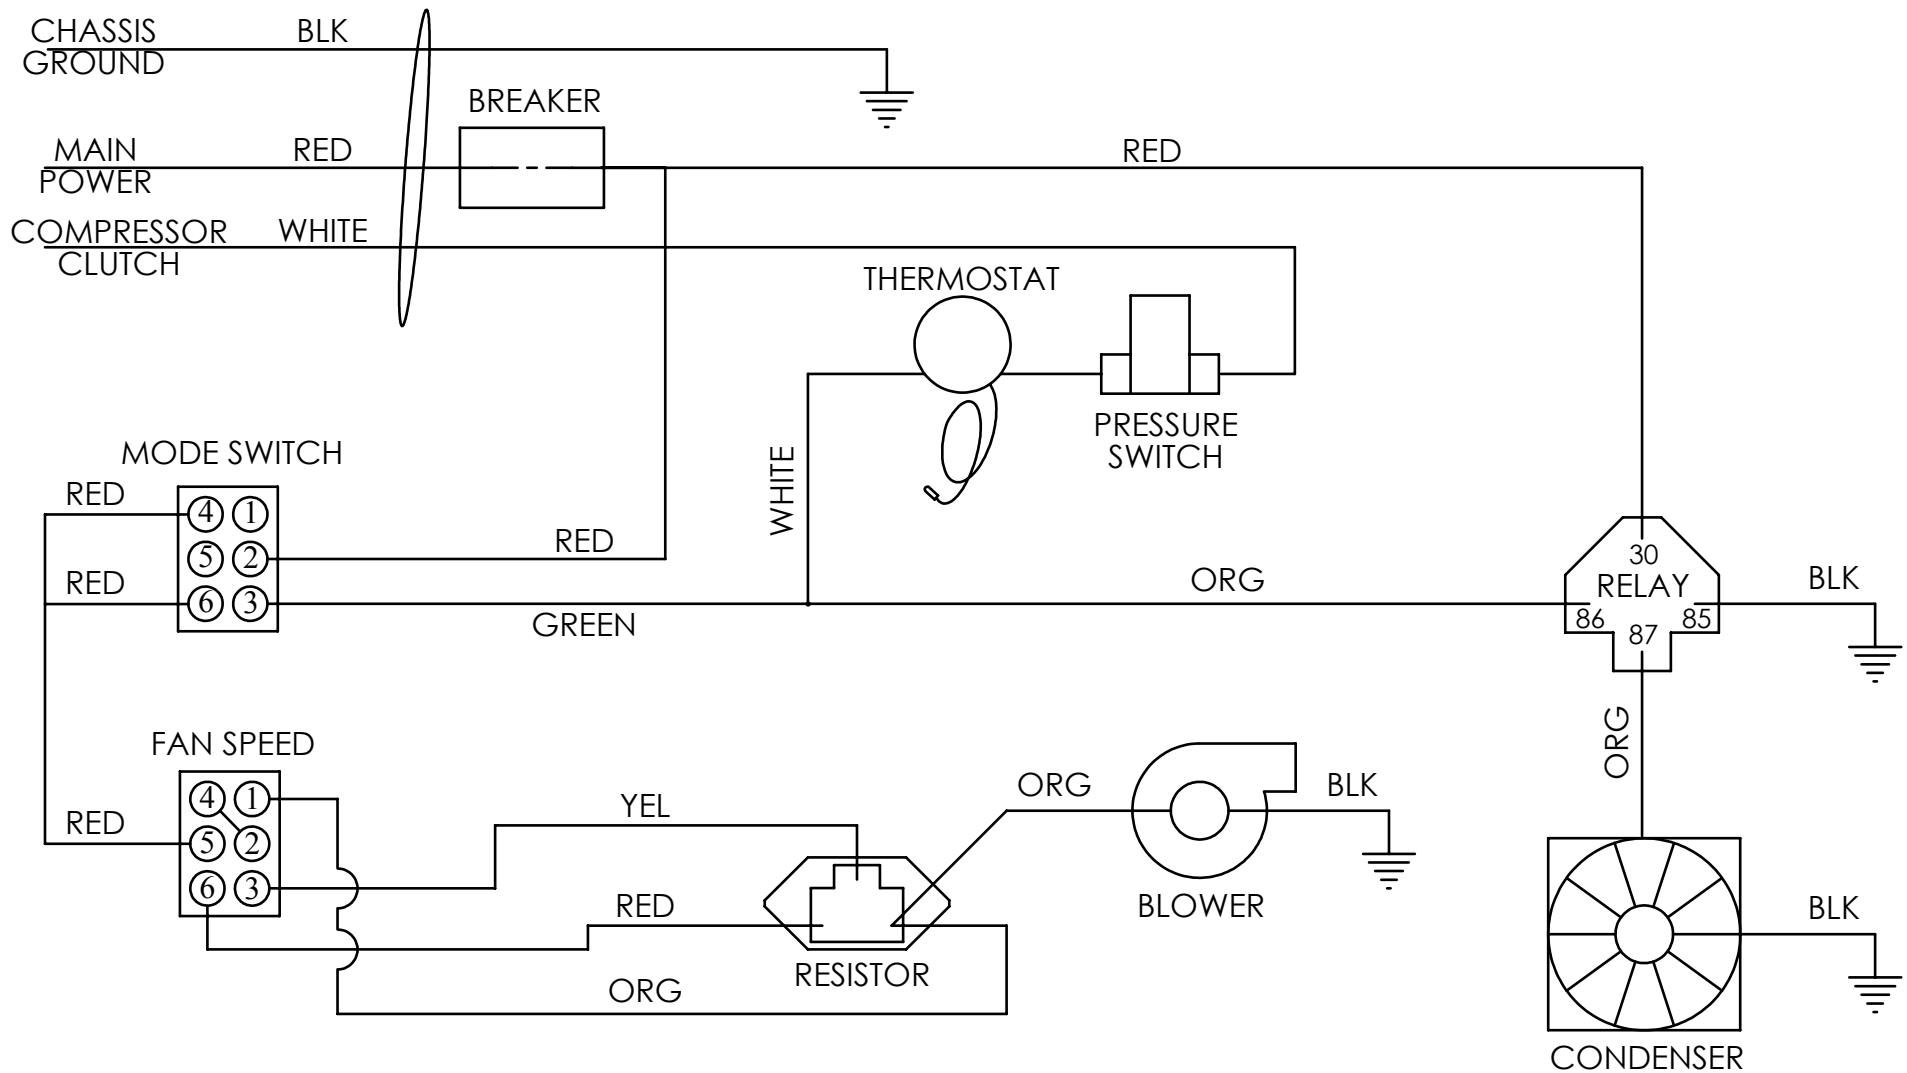 CHASSIS
GROUND
BLK
BREAKER
MAIN
POWER
RED
RED
COMPRESSOR
CLUTCH
WHITE
THERMOSTAT
PRESSURE
SWITCH
WHITE
MODE SWITCH
RED
4 1
5 2
RED
RED
6 3
GREEN
ORG
30
RELAY
86
87
85
BLK
ORG
FAN SPEED
4 1
RED
5 2
6 3
YEL
RED
ORG
RESISTOR
ORG
BLK
BLOWER
BLK
CONDENSER